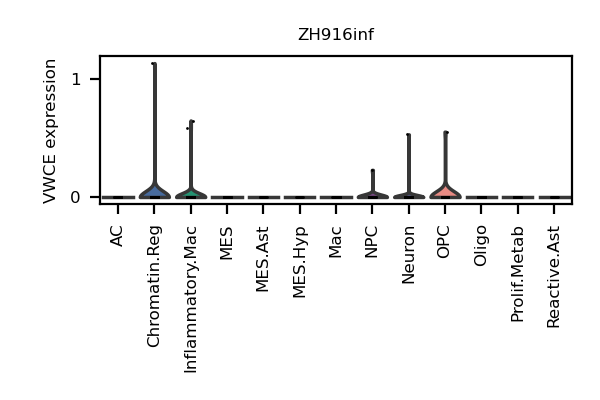 ZH916inf
VWCE expression
1
0
AC
Chromatin.Reg
Inflammatory.Mac
MES
MES.Ast
MES.Hyp
Mac
NPC
Neuron
OPC
Oligo
Prolif.Metab
Reactive.Ast